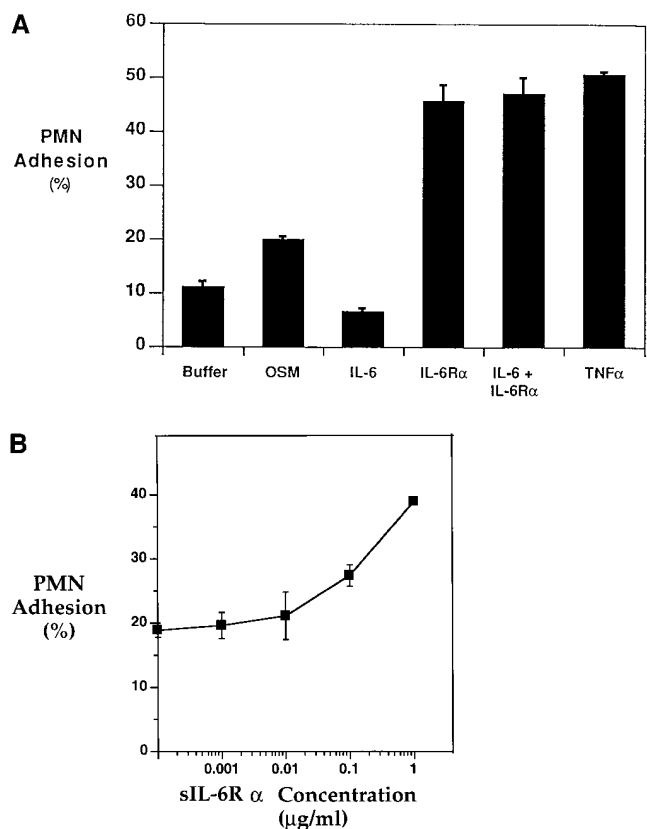 A
60
50
40
30
20
10
0
PMN
Adhesion
(%)
Buffer
OSM
IL-6
IL-6Rα
IL-6 +
IL-6Rα
TNFα
B
40
30
20
10
0
PMN
Adhesion
(%)
0.001
0.01
0.1
1
sIL-6R α Concentration
(μg/ml)